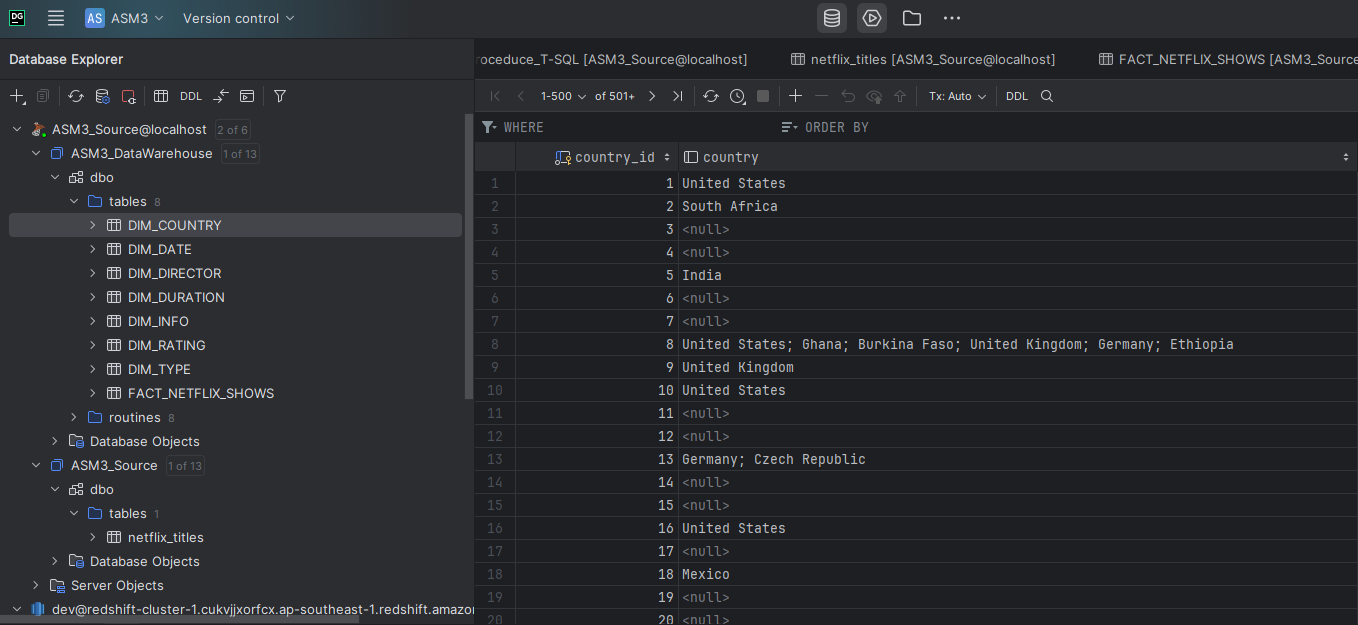 DG AS ASM3 Version control
Database Explorer
DDL
ASM3_Source@localhost 2 of 6
ASM3_DataWarehouse 1 of 13
dbo
tables 8
DIM_COUNTRY
DIM_DATE
DIM_DIRECTOR
DIM_DURATION
DIM_INFO
DIM_RATING
DIM_TYPE
FACT_NETFLIX_SHOWS
routines 8
Database Objects
ASM3_Source 1 of 13
dbo
tables 1
netflix_titles
Database Objects
Server Objects
dev@redshift-cluster-1.cukvjjxorfcx.ap-southeast-1.redshift.amazo
roceduce_T-SQL [ASM3_Source@localhost] netflix_titles [ASM3_Source@localhost] FACT_NETFLIX_SHOWS [ASM3_Source
1-500 of 501+ Tx: Auto DDL
WHERE ORDER BY
country_id country
1 1 United States
2 2 South Africa
3 3 <null>
4 4 <null>
5 5 India
6 6 <null>
7 7 <null>
8 8 United States; Ghana; Burkina Faso; United Kingdom; Germany; Ethiopia
9 9 United Kingdom
10 10 United States
11 11 <null>
12 12 <null>
13 13 Germany; Czech Republic
14 14 <null>
15 15 <null>
16 16 United States
17 17 <null>
18 18 Mexico
19 19 <null>
20 20 <null>